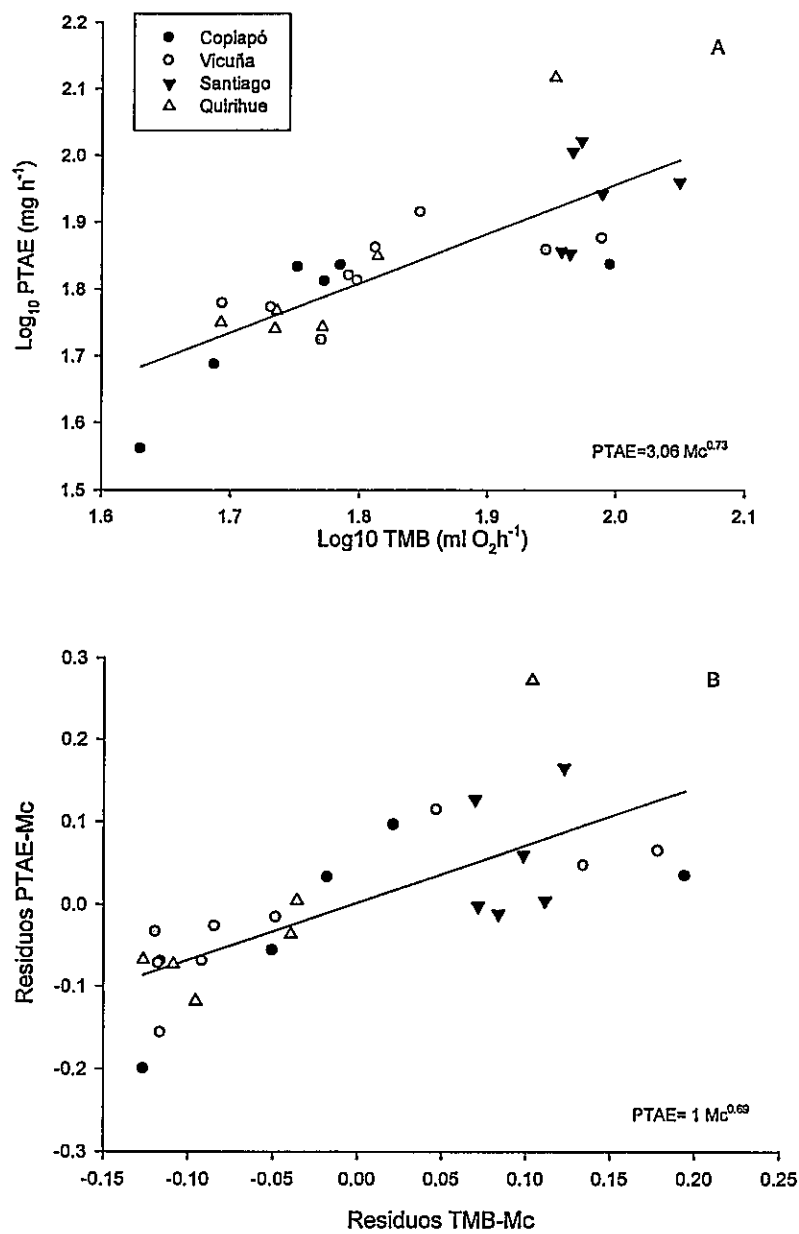 A
Copiapó
Vicuña
Santiago
Quirihue
2.2
2.1
2.0
1.9
1.8
1.7
1.6
1.5
Log10 PTAE (mg h-1)
PTAE=3,06 Mc0.73
1.6 1.7 1.8 1.9 2.0 2.1
Log10 TMB (ml O2h-1)
B
0.3
0.2
0.1
0.0
-0.1
-0.2
-0.3
Residuos PTAE-Mc
PTAE= 1 Mc0.69
-0.15 -0.10 -0.05 0.00 0.05 0.10 0.15 0.20 0.25
Residuos TMB-Mc